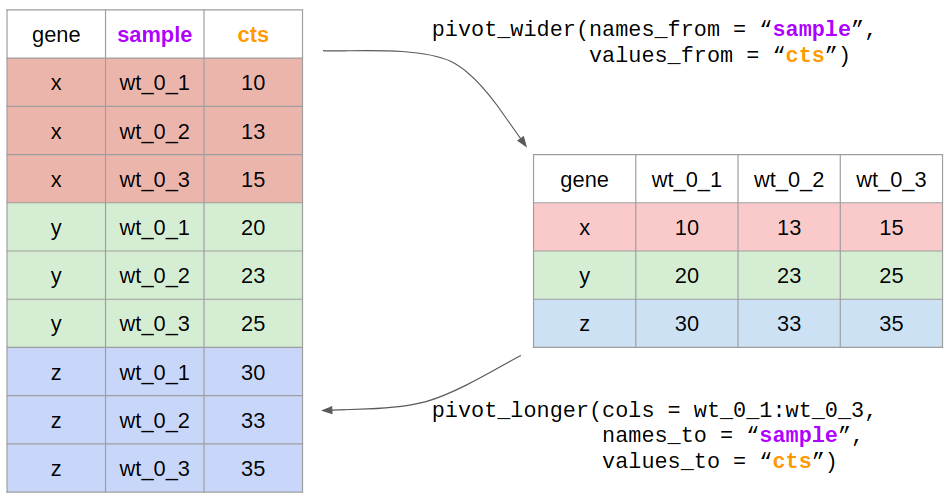 gene sample cts
x wt_0_1 10
x wt_0_2 13
x wt_0_3 15
y wt_0_1 20
y wt_0_2 23
y wt_0_3 25
z wt_0_1 30
z wt_0_2 33
z wt_0_3 35
pivot_wider(names_from = “sample”,
values_from = “cts”)
gene wt_0_1 wt_0_2 wt_0_3
x 10 13 15
y 20 23 25
z 30 33 35
pivot_longer(cols = wt_0_1:wt_0_3,
names_to = “sample”,
values_to = “cts”)